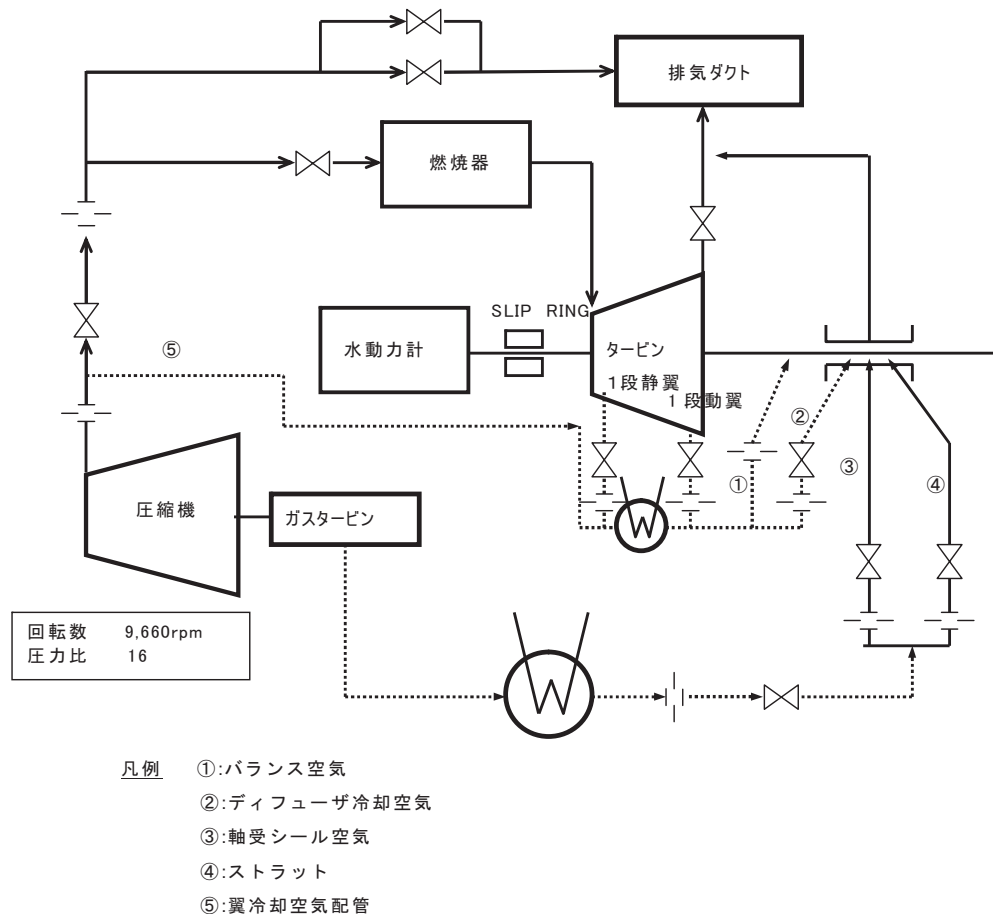 排気ダクト
燃焼器
SLIP RING
水動力計
タービン
1段静翼
1段動翼
⑤
②
①
③
④
圧縮機
ガスタービン
回転数 9,660rpm
圧力比 16
凡例 ①:バランス空気
②:ディフューザ冷却空気
③:軸受シール空気
④:ストラット
⑤:翼冷却空気配管